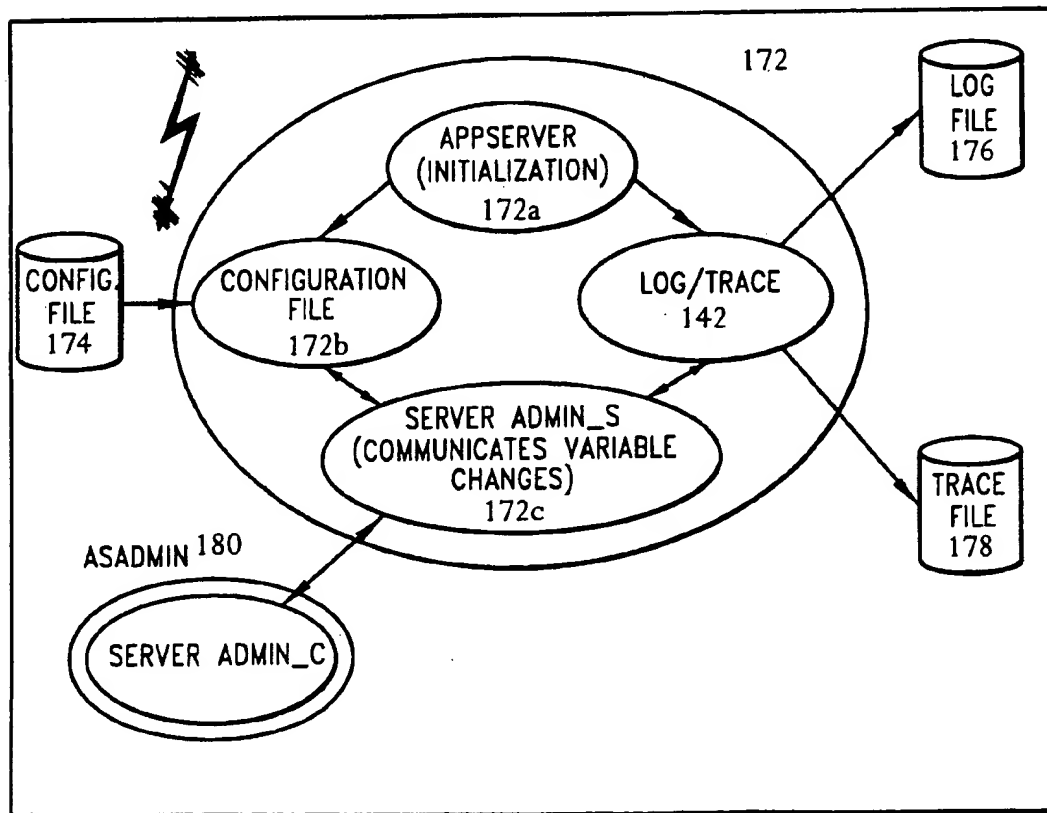 172
LOG
FILE
176
APPSERVER
(INITIALIZATION)
172a
CONFIG.
FILE
174
CONFIGURATION
FILE
172b
LOG/TRACE
142
SERVER ADMIN_S
(COMMUNICATES VARIABLE
CHANGES)
172c
TRACE
FILE
178
ASADMIN 180
SERVER ADMIN_C